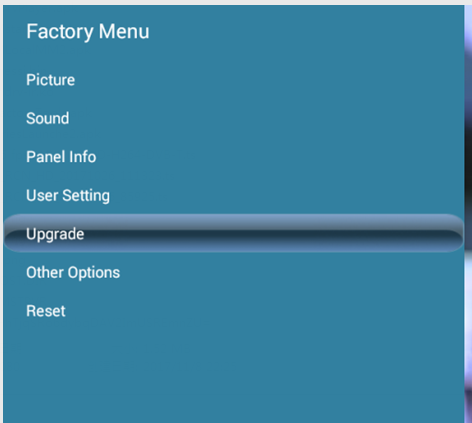 Factory Menu
Picture
Sound
Panel Info
User Setting
Upgrade
Other Options
Reset